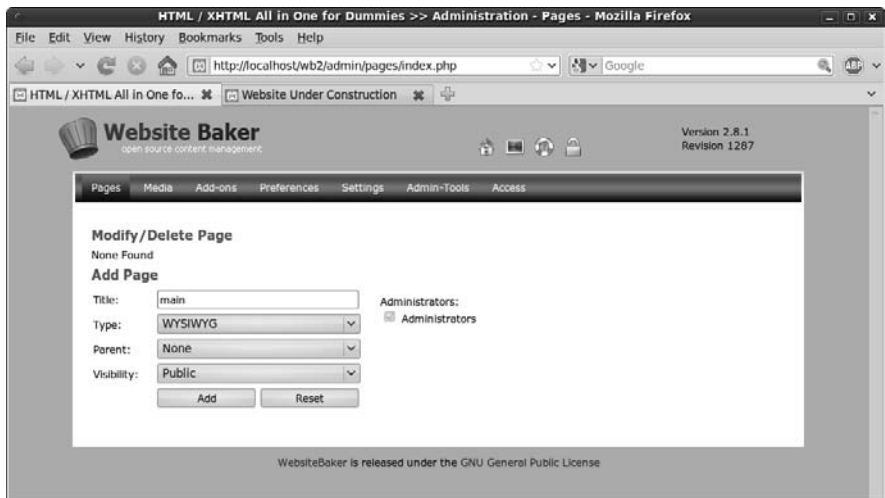 HTML / XHTML All in One for Dummies >> Administration - Pages - Mozilla Firefox
File Edit View History Bookmarks Tools Help
http://localhost/wb2/admin/pages/index.php
Google
ABP
HTML / XHTML All in One fo...
Website Under Construction
Website Baker
open source content management
Version 2.8.1
Revision 1287
Pages Media Add-ons Preferences Settings Admin-Tools Access
Modify/Delete Page
None Found
Add Page
Title: main
Administrators:
Type: WYSIWYG
Administrators
Parent: None
Visibility: Public
Add Reset
WebsiteBaker is released under the GNU General Public License